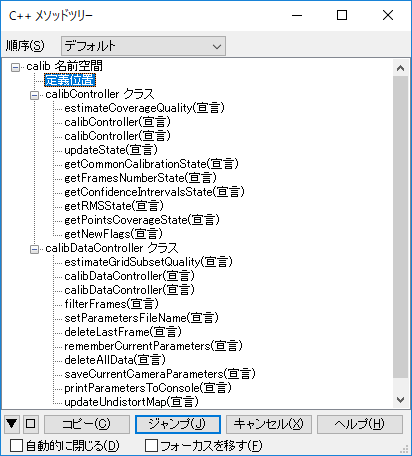 C++ メソッドツリー
順序(S) デフォルト
calib 名前空間
定義位置
calibController クラス
estimateCoverageQuality(宣言)
calibController(宣言)
calibController(宣言)
updateState(宣言)
getCommonCalibrationState(宣言)
getFramesNumberState(宣言)
getConfidenceIntrervalsState(宣言)
getRMSState(宣言)
getPointsCoverageState(宣言)
getNewFlags(宣言)
calibDataController クラス
estimateGridSubsetQuality(宣言)
calibDataController(宣言)
calibDataController(宣言)
filterFrames(宣言)
setParametersFileName(宣言)
deleteLastFrame(宣言)
rememberCurrentParameters(宣言)
deleteAllData(宣言)
saveCurrentCameraParameters(宣言)
printParametersToConsole(宣言)
updateUndistortMap(宣言)
▼ □ コピー(C) ジャンプ(J) キャンセル(X) ヘルプ(H)
自動的に閉じる(D) フォーカスを移す(F)